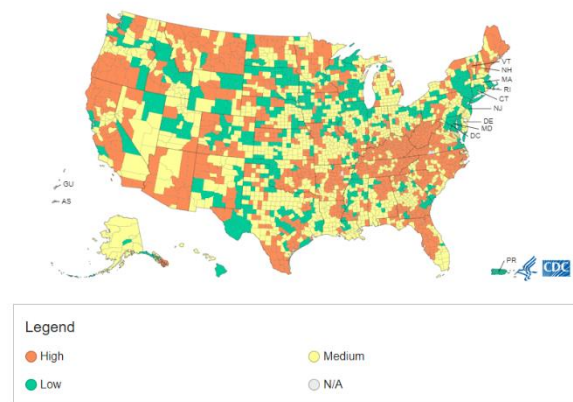 VT
NH
MA
RI
CT
NJ
DE
MD
DC
GU
AS
PR
CDC
Legend
High
Medium
Low
N/A